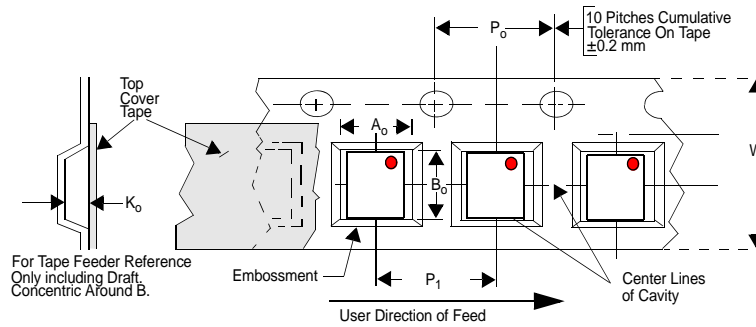 10 Pitches Cumulative
Tolerance On Tape
±0.2 mm
Po
Top
Cover
Tape
Ao
W
Bo
Ko
For Tape Feeder Reference
Only including Draft.
Concentric Around B.
Embossment
P1
Center Lines
of Cavity
User Direction of Feed